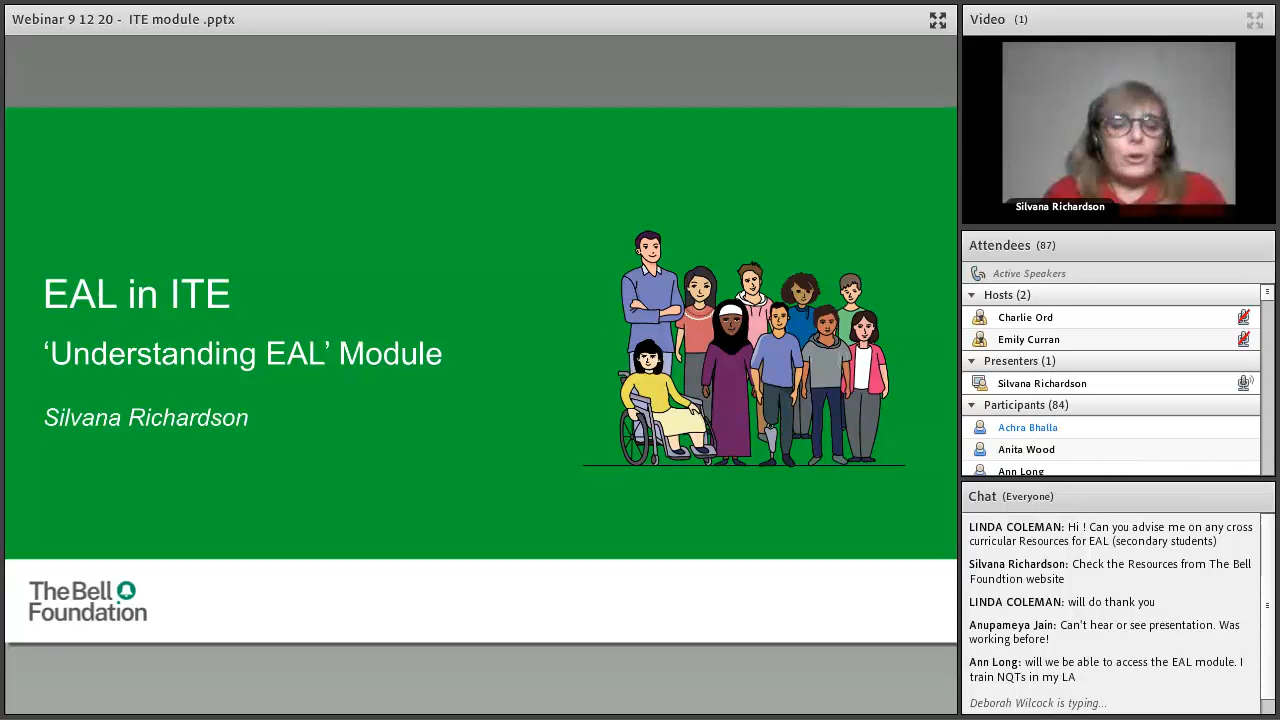 Webinar 9 12 20 - ITE module .pptx
EAL in ITE
‘Understanding EAL’ Module
Silvana Richardson
The Bell
Foundation
Video (1)
Silvana Richardson
Attendees (87)
Active Speakers
Hosts (2)
Charlie Ord
Emily Curran
Presenters (1)
Silvana Richardson
Participants (84)
Achra Bhalla
Anita Wood
Ann Long
Chat (Everyone)
LINDA COLEMAN: Hi ! Can you advise me on any cross
curricular Resources for EAL (secondary students)
Silvana Richardson: Check the Resources from The Bell
Foundtion website
LINDA COLEMAN: will do thank you
Anupameya Jain: Can't hear or see presentation. Was
working before!
Ann Long: will we be able to access the EAL module. I
train NQTs in my LA
Deborah Wilcock is typing...